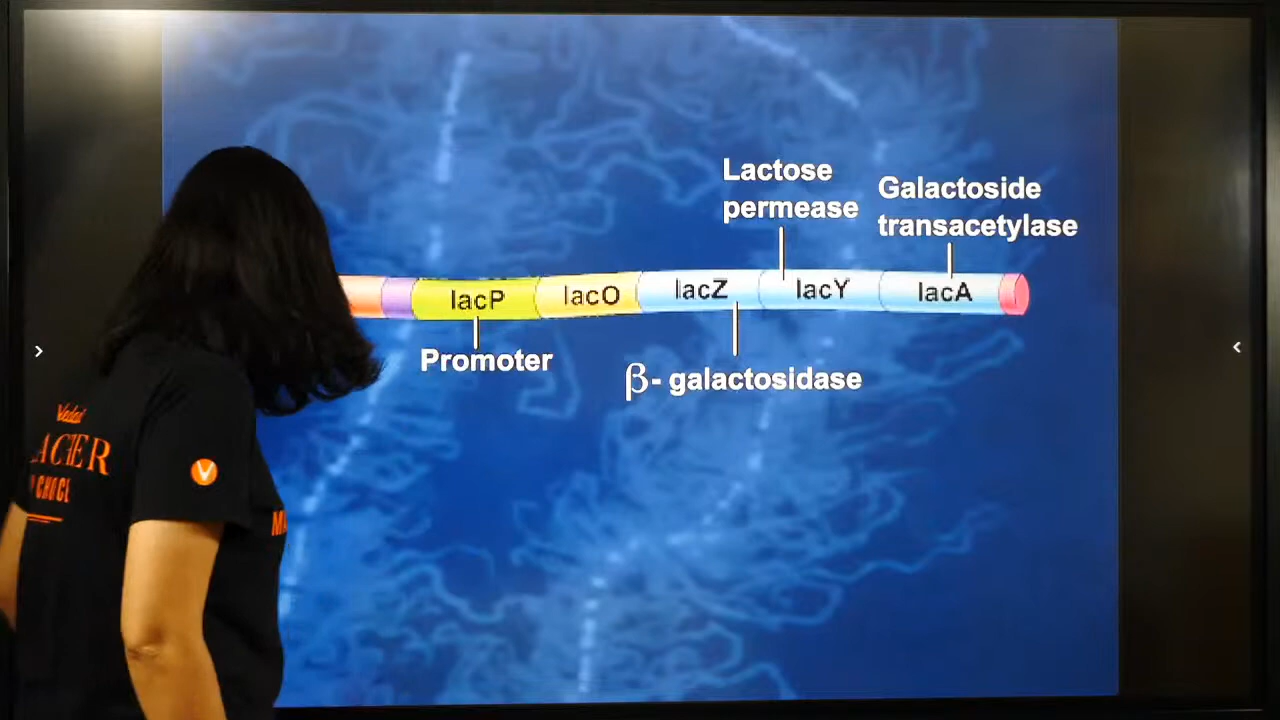 Lactose
permease
Galactoside
transacetylase
lacP
lacO
lacZ
lacY
lacA
Promoter
β- galactosidase
V